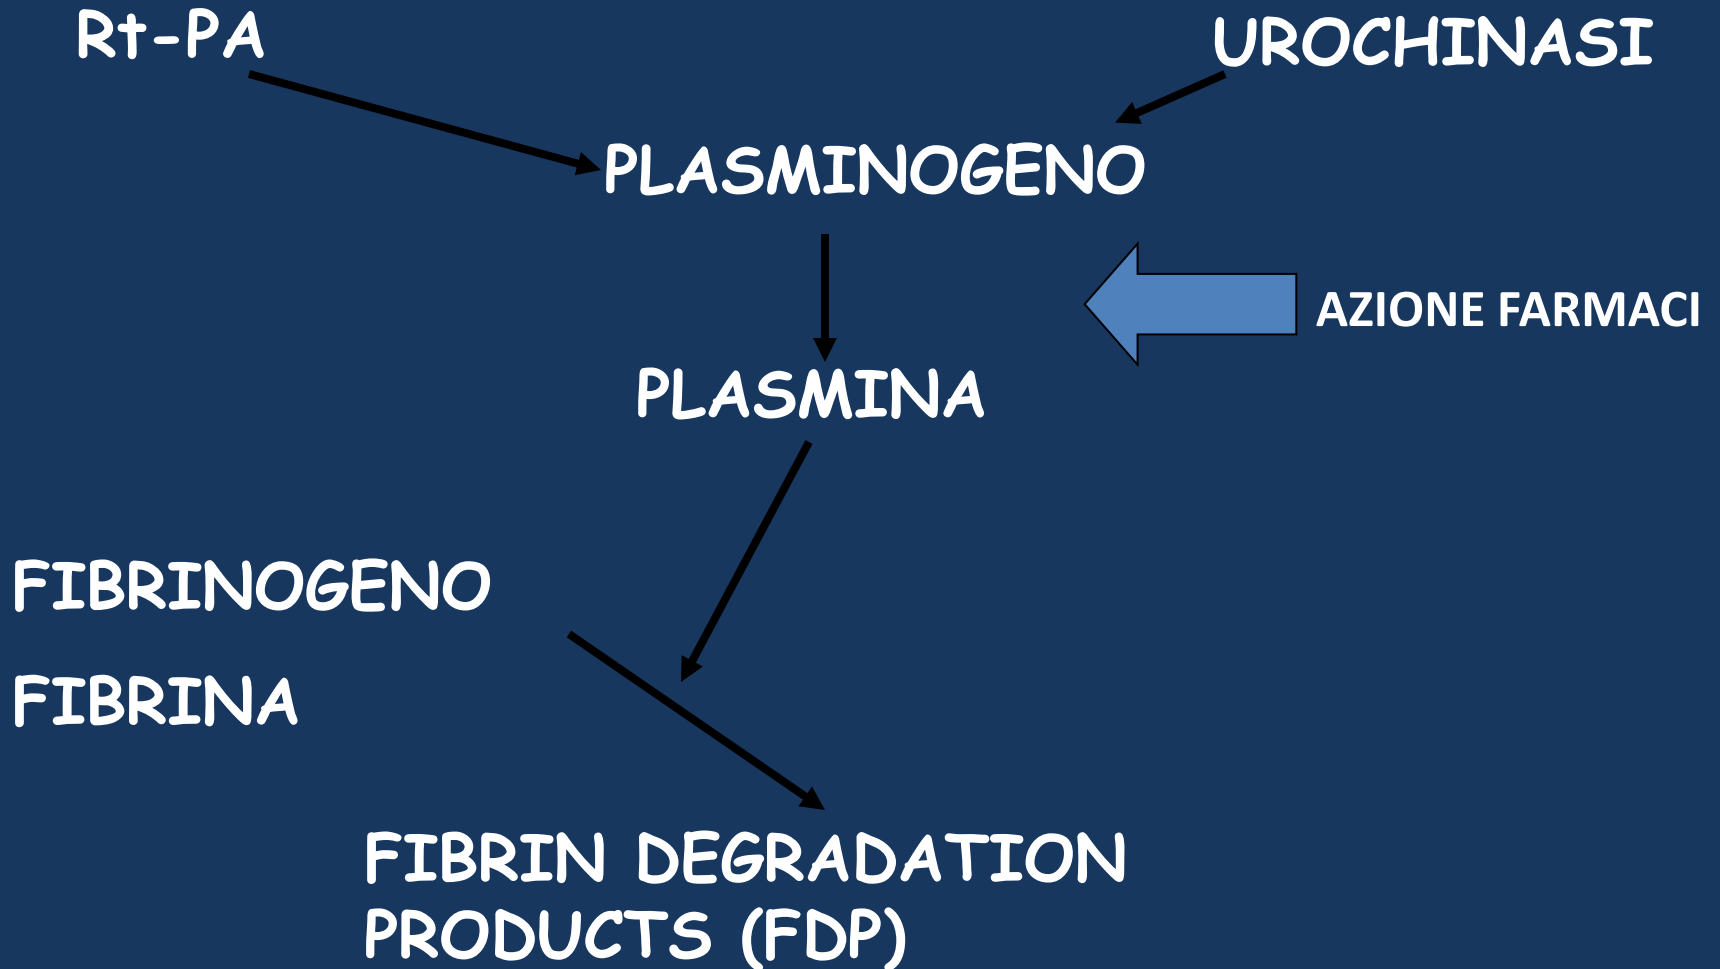 Rt-PA
UROCHINASI
PLASMINOGENO
AZIONE FARMACI
PLASMINA
FIBRINOGENO
FIBRINA
FIBRIN DEGRADATION
PRODUCTS (FDP)